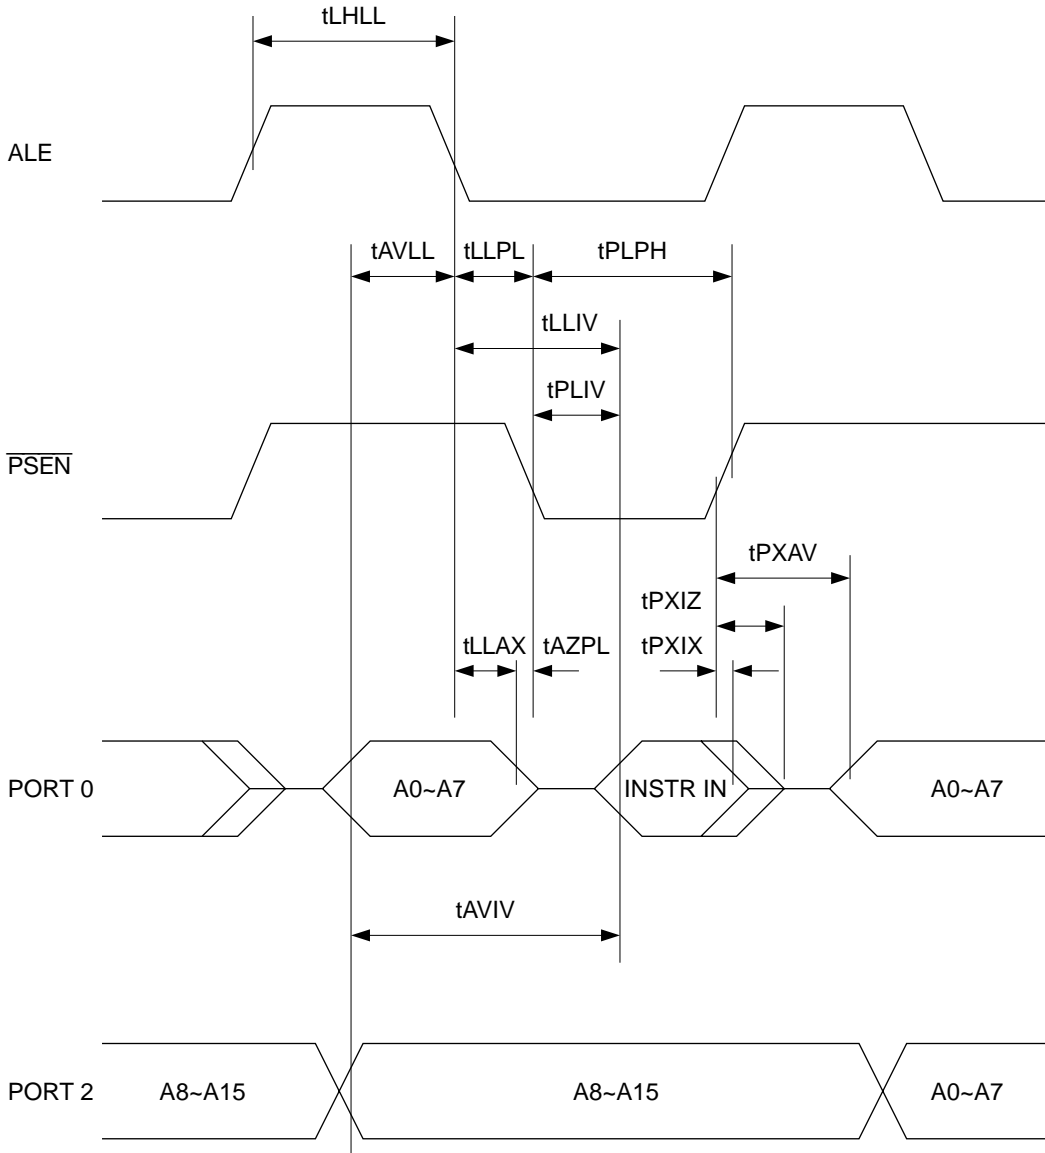 tLHLL
ALE
tAVLL tLLPL tPLPH
tLLIV
tPLIV
PSEN
tPXAV
tPXIZ
tLLAX tAZPL tPXIX
PORT 0 A0~A7 INSTR IN A0~A7
tAVIV
PORT 2 A8~A15 A8~A15 A0~A7